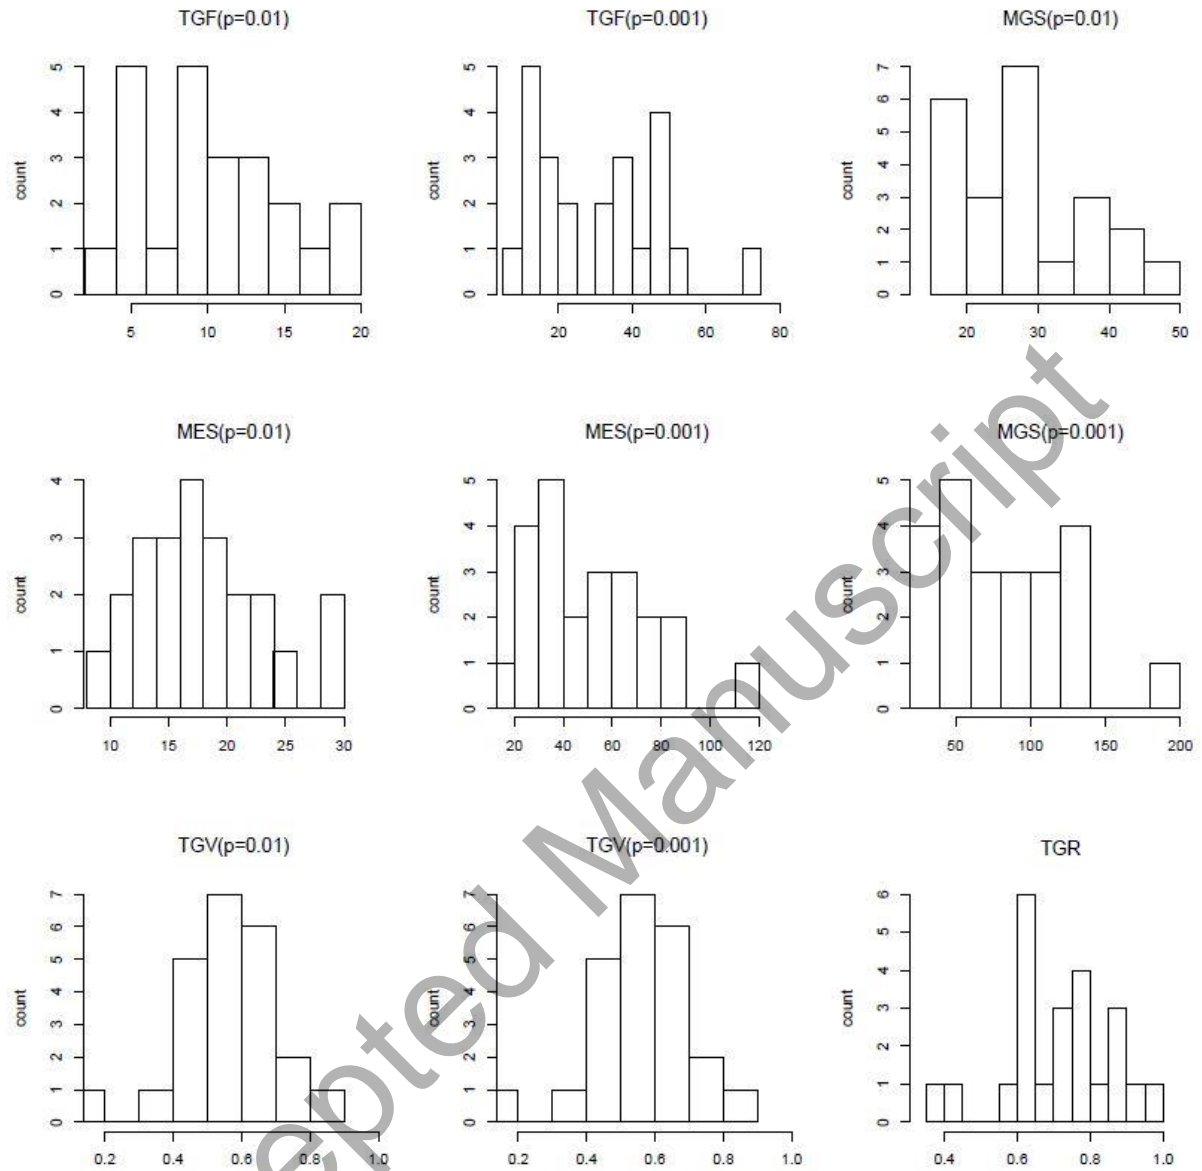 TGF(p=0.01)
count
0 1 2 3 4 5
5 10 15 20
TGF(p=0.001)
count
0 1 2 3 4 5
20 40 60 80
MGS(p=0.01)
count
0 1 2 3 4 5 6 7
20 30 40 50
MES(p=0.01)
count
0 1 2 3 4
10 15 20 25 30
MES(p=0.001)
count
0 1 2 3 4 5
20 40 60 80 100 120
MGS(p=0.001)
count
0 1 2 3 4 5
50 100 150 200
TGV(p=0.01)
count
0 1 2 3 4 5 6 7
0.2 0.4 0.6 0.8 1.0
TGV(p=0.001)
count
0 1 2 3 4 5 6 7
0.2 0.4 0.6 0.8 1.0
TGR
count
0 1 2 3 4 5 6
0.4 0.6 0.8 1.0
epted Manuscript